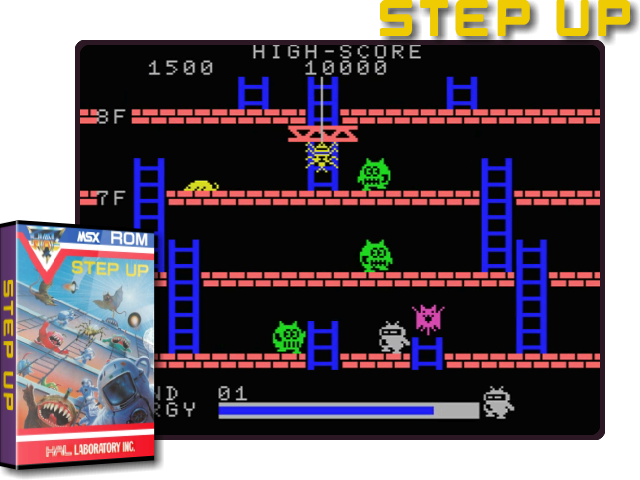 STEP UP
HIGH-SCORE
1500 10000
8F
7F
MSX ROM
STEP UP
STEP UP
ND 01
RGY
HAL LABORATORY INC.